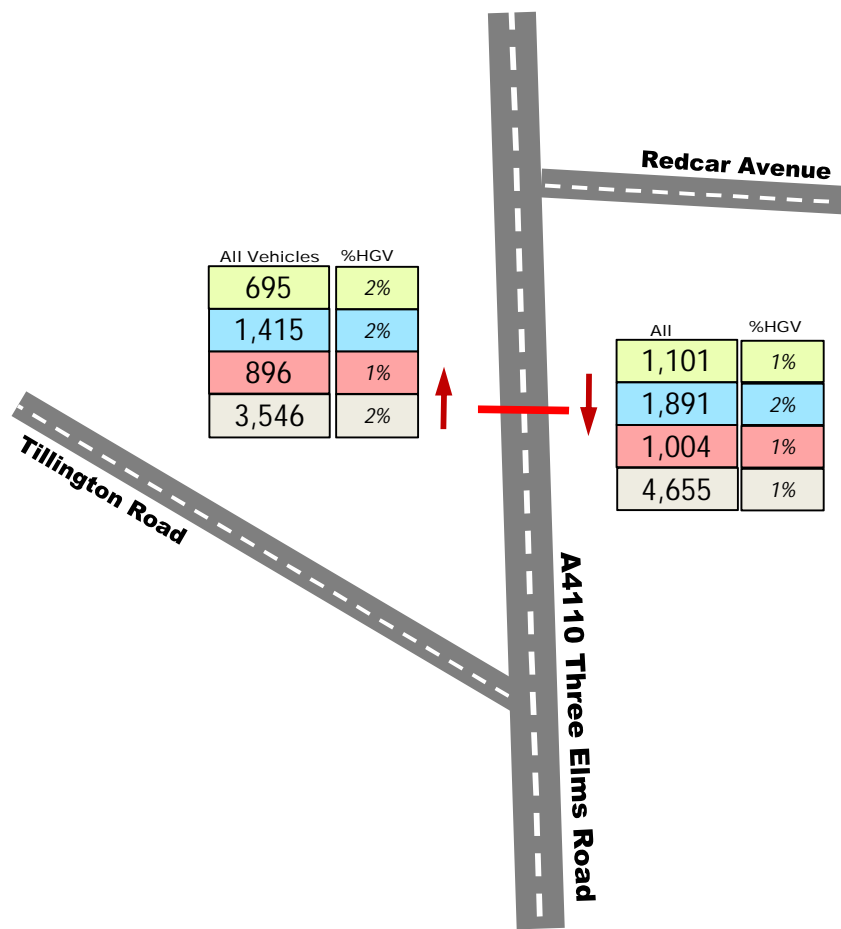 Redcar Avenue
All Vehicles %HGV
695 2%
1,415 2%
896 1%
3,546 2%
All %HGV
1,101 1%
1,891 2%
1,004 1%
4,655 1%
Tillington Road
A4110 Three Elms Road